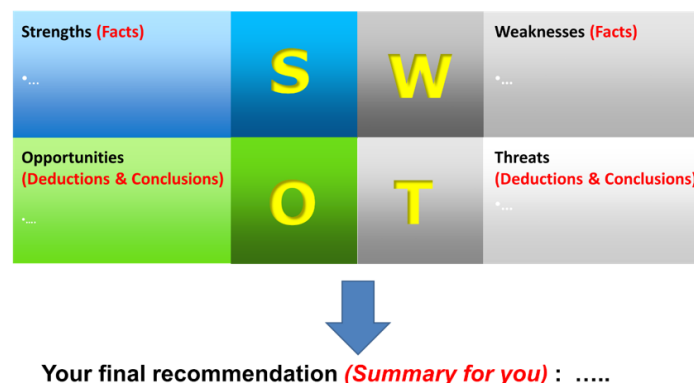 Strengths (Facts)
•...
S
W
Weaknesses (Facts)
•...
Opportunities
(Deductions & Conclusions)
•....
O
T
Threats
(Deductions & Conclusions)
•...
Your final recommendation (Summary for you) : .....